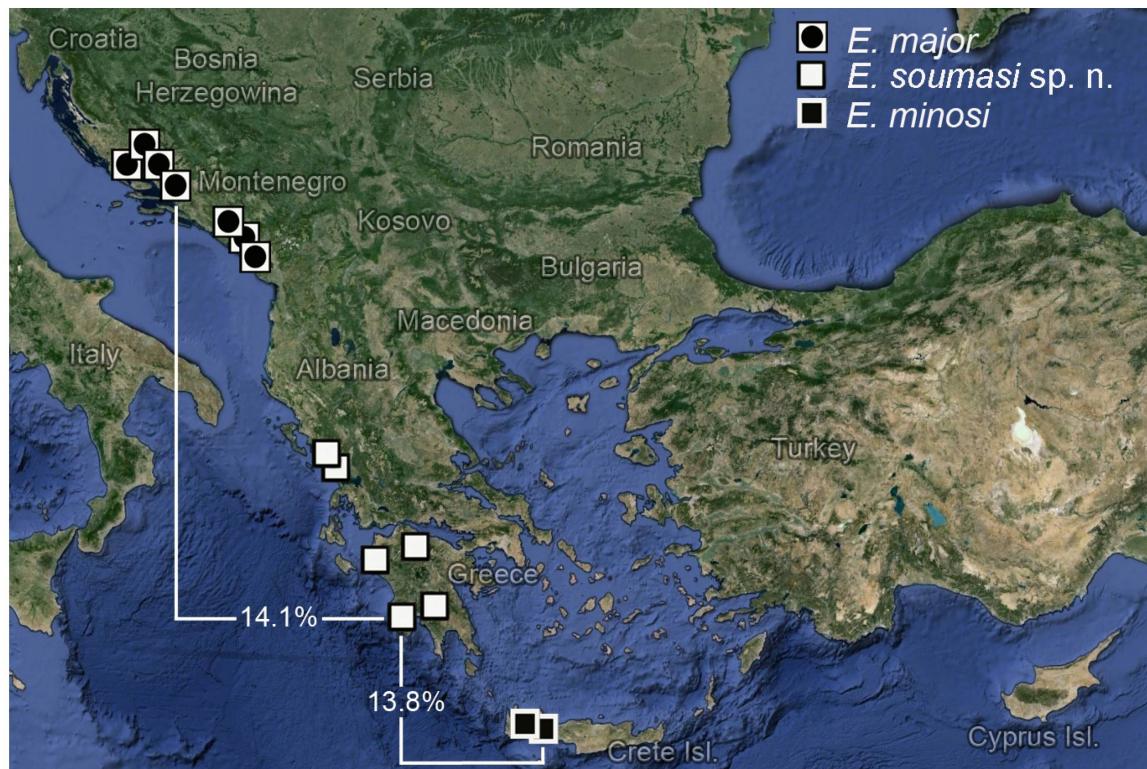 Croatia
Bosnia
Herzegowina
Serbia
E. major
E. soumasi sp. n.
E. minosi
Romania
Montenegro
Kosovo
Bulgaria
Macedonia
Italy
Albania
Turkey
Greece
14.1%
13.8%
Crete Isl.
Cyprus Isl.